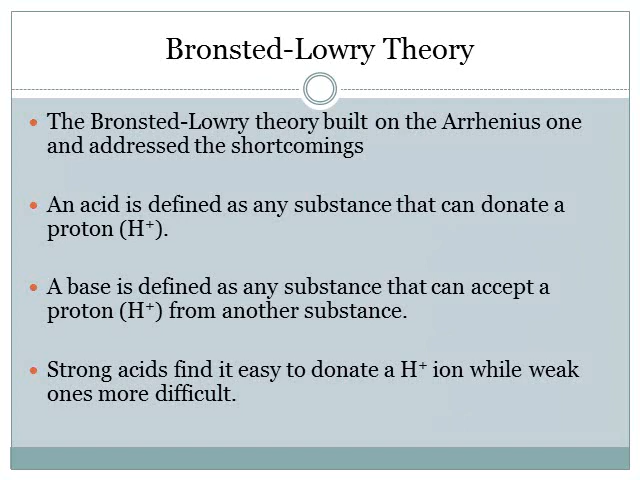 Bronsted-Lowry Theory
• The Bronsted-Lowry theory built on the Arrhenius one
and addressed the shortcomings
• An acid is defined as any substance that can donate a
proton (H⁺).
• A base is defined as any substance that can accept a
proton (H⁺) from another substance.
• Strong acids find it easy to donate a H⁺ ion while weak
ones more difficult.